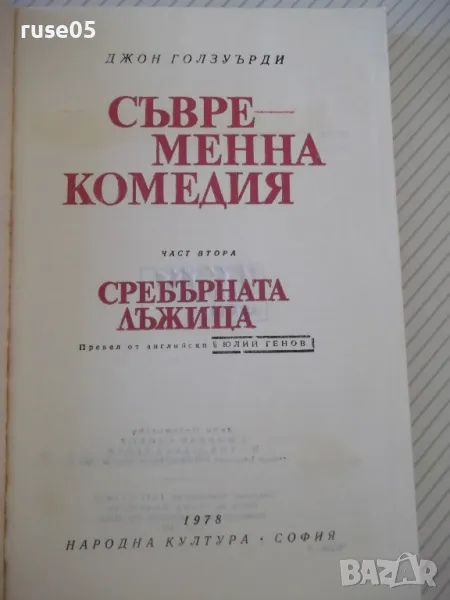 ruse05
ДЖОН ГОЛЗУЪРДИ
СЪВРЕ—
МЕННА
КОМЕДИЯ
ЧАСТ ВТОРА
СРЕБЪРНАТА
ЛЪЖИЦА
Превел от английски ЮЛИЙ ГЕНОВ
1978
НАРОДНА КУЛТУРА · СОФИЯ
BAZAR